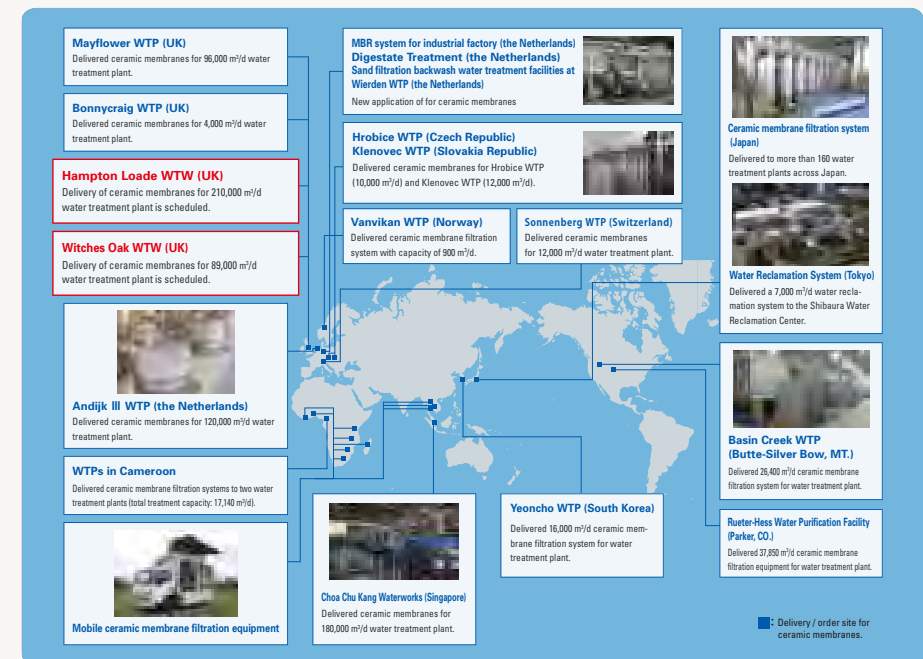 Mayflower WTP (UK)
Delivered ceramic membranes for 96,000 m³/d water
treatment plant.
Bonnycraig WTP (UK)
Delivered ceramic membranes for 4,000 m³/d water
treatment plant.
Hampton Loade WTW (UK)
Delivery of ceramic membranes for 210,000 m³/d
water treatment plant is scheduled.
Witches Oak WTW (UK)
Delivery of ceramic membranes for 89,000 m³/d
water treatment plant is scheduled.
Andijk III WTP (the Netherlands)
Delivered ceramic membranes for 120,000 m³/d water
treatment plant.
WTPs in Cameroon
Delivered ceramic membrane filtration systems to two water
treatment plants (total treatment capacity: 17,140 m³/d).
Mobile ceramic membrane filtration equipment
MBR system for industrial factory (the Netherlands)
Digestate Treatment (the Netherlands)
Sand filtration backwash water treatment facilities at
Wierden WTP (the Netherlands)
New application of for ceramic membranes
Hrobice WTP (Czech Republic)
Klenovec WTP (Slovakia Republic)
Delivered ceramic membranes for Hrobice WTP
(10,000 m³/d) and Klenovec WTP (12,000 m³/d).
Vanvikan WTP (Norway)
Delivered ceramic membrane filtration
system with capacity of 900 m³/d.
Sonnenberg WTP (Switzerland)
Delivered ceramic membranes
for 12,000 m³/d water treatment plant.
Choa Chu Kang Waterworks (Singapore)
Delivered ceramic membranes for
180,000 m³/d water treatment plant.
Yeoncho WTP (South Korea)
Delivered 16,000 m³/d ceramic mem-
brane filtration system for water
treatment plant.
Ceramic membrane filtration system
(Japan)
Delivered to more than 160 water
treatment plants across Japan.
Water Reclamation System (Tokyo)
Delivered a 7,000 m³/d water recla-
mation system to the Shibaura Water
Reclamation Center.
Basin Creek WTP
(Butte-Silver Bow, MT.)
Delivered 26,400 m³/d ceramic membrane
filtration system for water treatment plant.
Rueter-Hess Water Purification Facility
(Parker, CO.)
Delivered 37,850 m³/d ceramic membrane
filtration equipment for water treatment plant.
: Delivery / order site for
ceramic membranes.